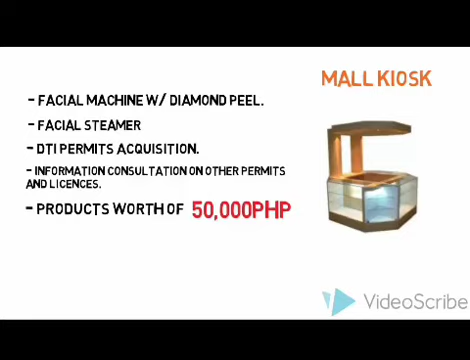 MALL KIOSK
- FACIAL MACHINE W/ DIAMOND PEEL.
- FACIAL STEAMER
- DTI PERMITS ACQUISITION.
- INFORMATION CONSULTATION ON OTHER PERMITS
AND LICENCES.
- PRODUCTS WORTH OF 50,000PHP
VideoScribe